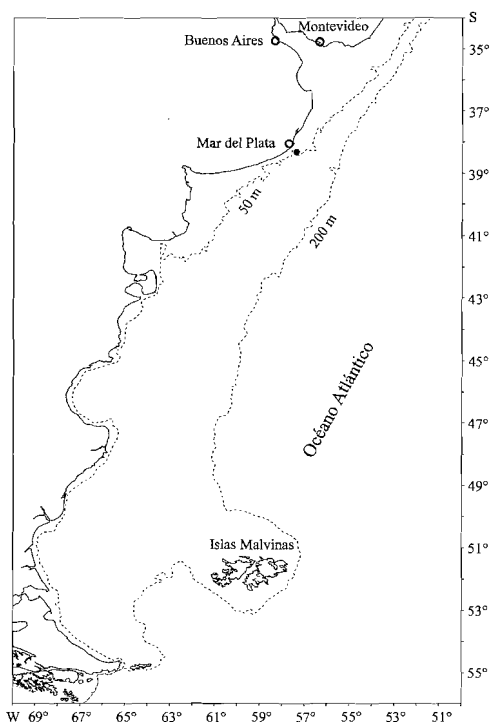 S
Montevideo
Buenos Aires
35°
Mar del Plata
37°
39°
50 m
200 m
41°
43°
45°
Océano Atlántico
47°
49°
Islas Malvinas
51°
53°
55°
W 69° 67° 65° 63° 61° 59° 57° 55° 53° 51°